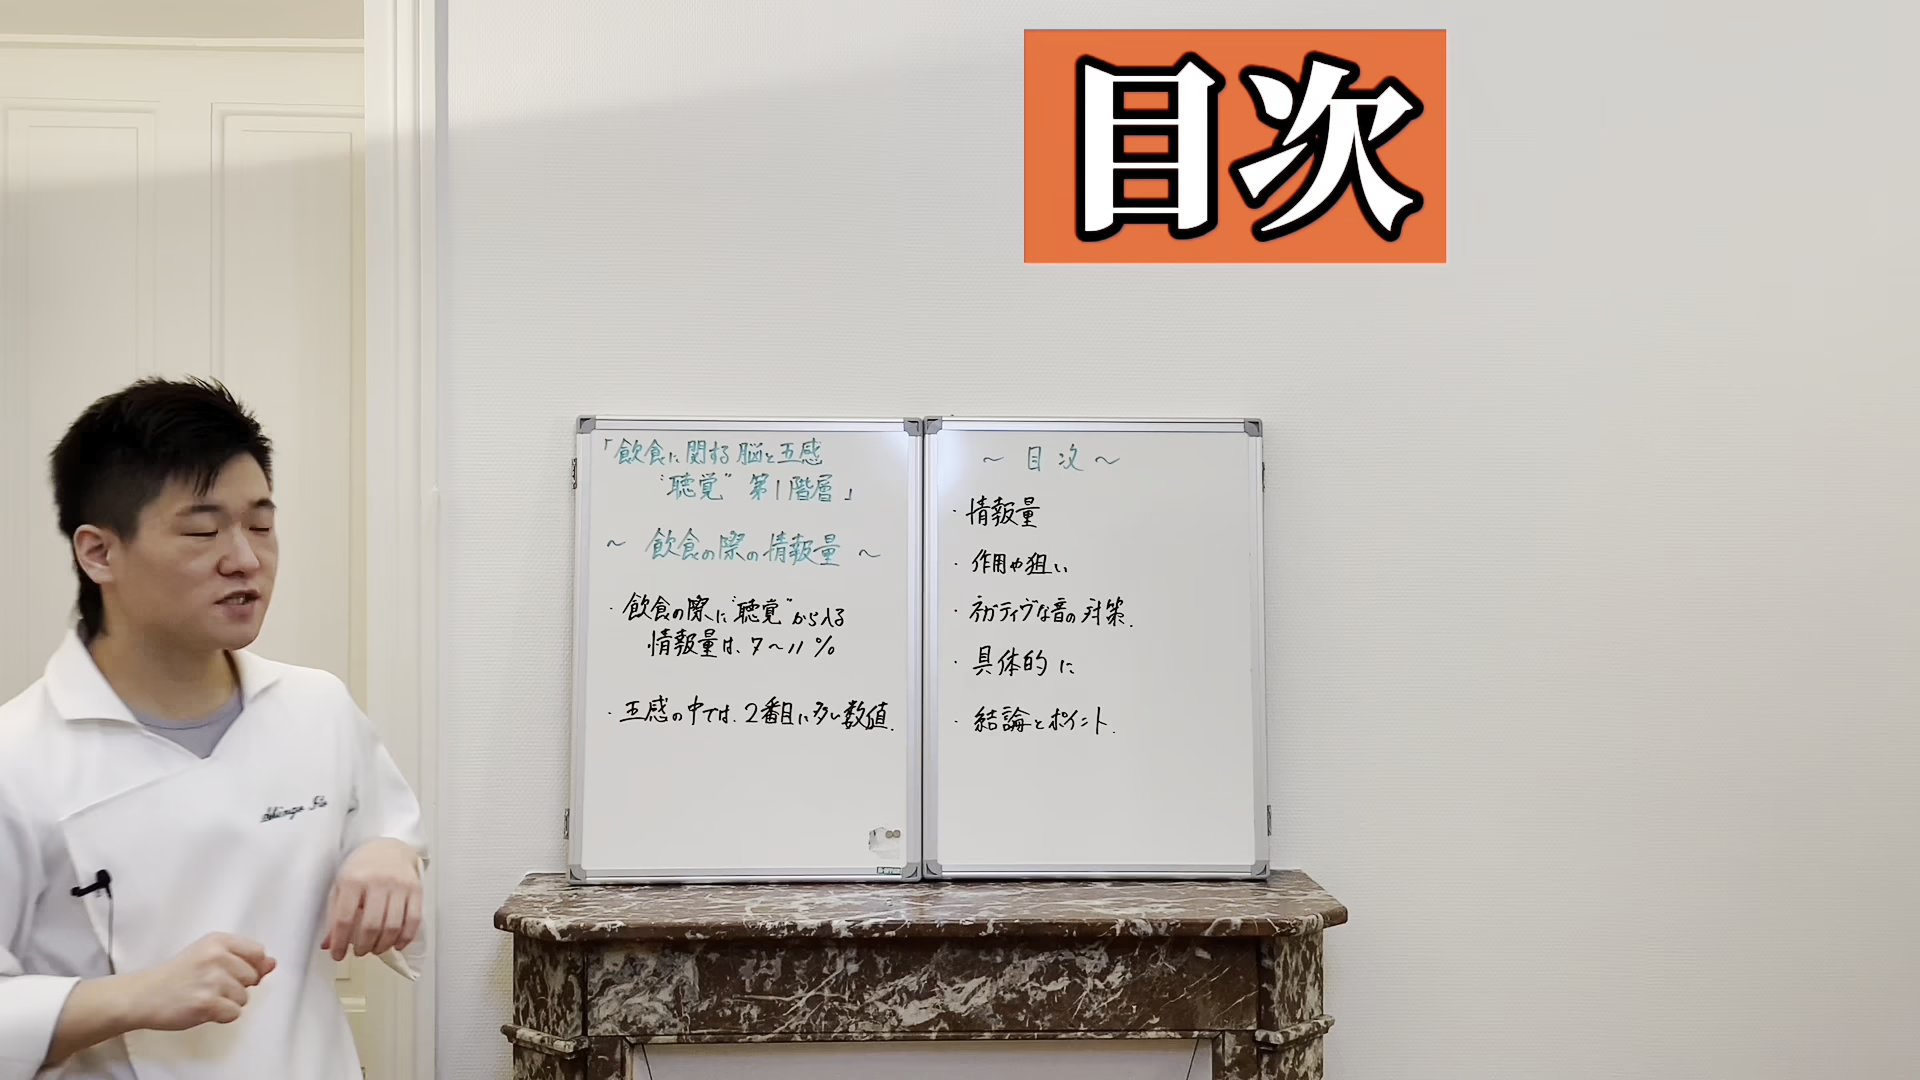 目次
「飲食に関する脳と五感
"聴覚" 第1階層」
～ 飲食の際の情報量 ～
・飲食の際に"聴覚"から入る
情報量は、7～11%
・五感の中では、2番目に多い数値.
～ 目次 ～
・情報量
・作用や狙い
・ネガティヴな音の対策.
・具体的に
・結論とポイント.